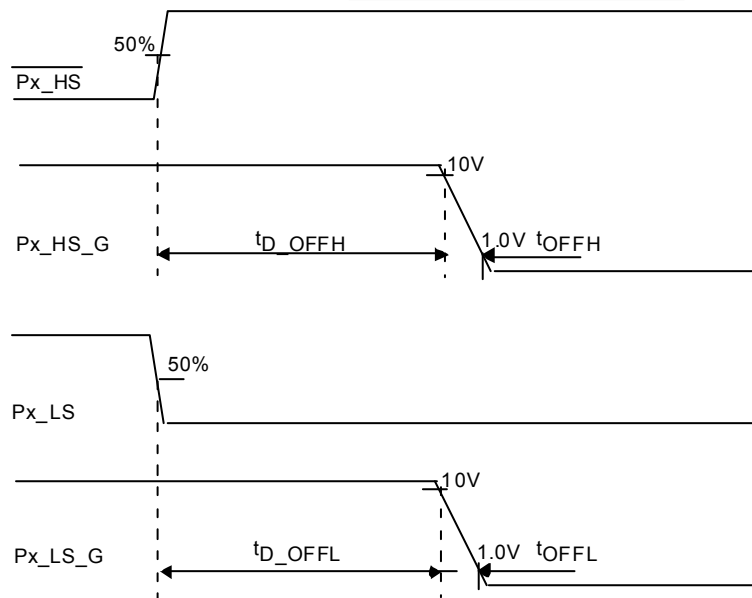 50%
Px_HS
10V
Px_HS_G
tD_OFFH
1.0V
tOFFH
50%
Px_LS
10V
Px_LS_G
tD_OFFL
1.0V
tOFFL